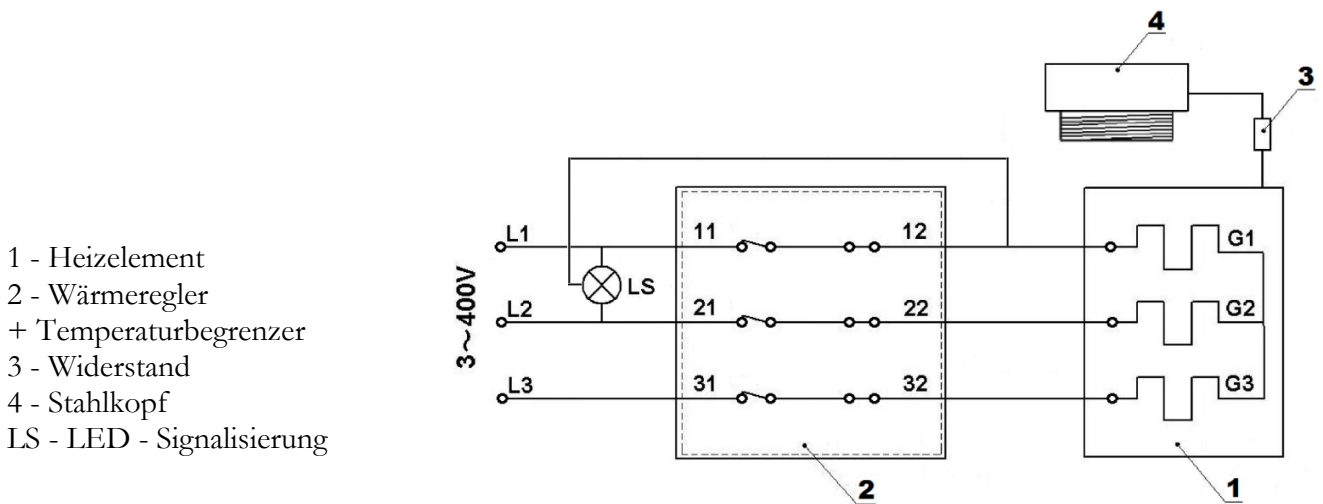 4
3
L1
11
12
G1
LS
L2
21
22
G2
3~400V
L3
31
32
G3
2
1
1 - Heizelement
2 - Wärmeregler
+ Temperaturbegrenzer
3 - Widerstand
4 - Stahlkopf
LS - LED - Signalisierung